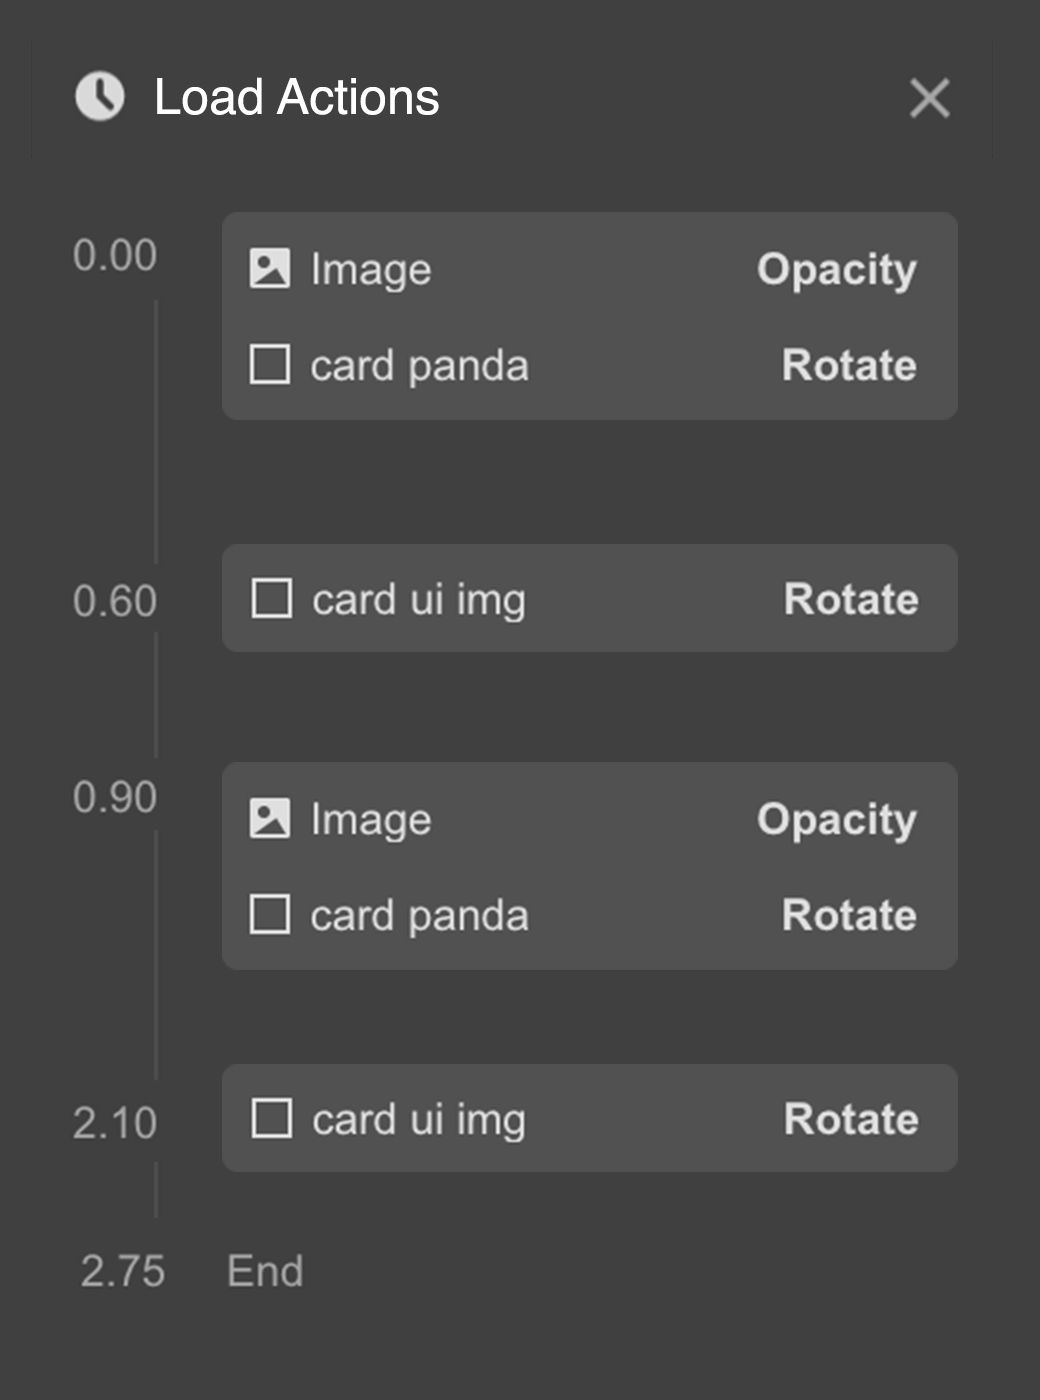 Load Actions
0.00
Image Opacity
card panda Rotate
0.60
card ui img Rotate
0.90
Image Opacity
card panda Rotate
2.10
card ui img Rotate
2.75 End